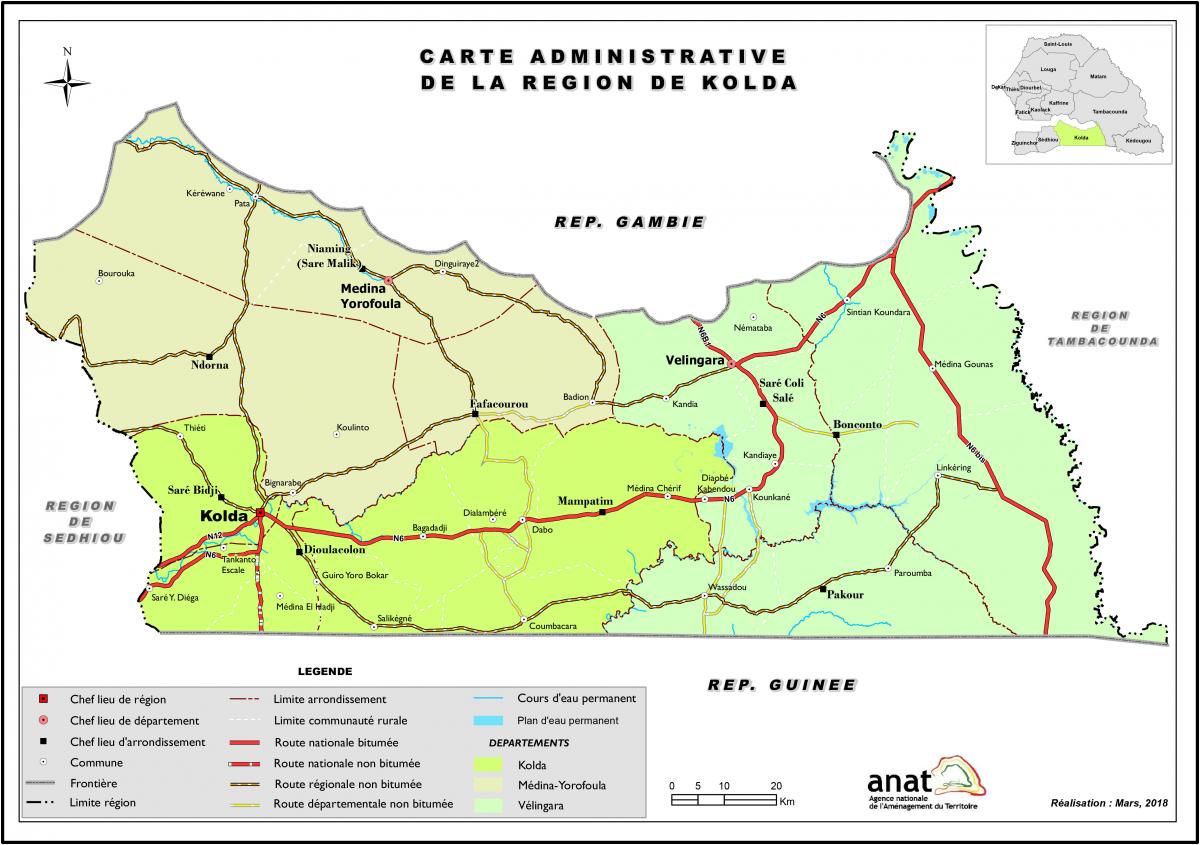 CARTE ADMINISTRATIVE
DE LA REGION DE KOLDA
N
Saint-Louis
Louga
Matam
Dakar
Thiès
Diourbel
Fatick
Kaolack
Kaffrine
Tambacounda
Ziguinchor
Sédhiou
Kolda
Kédougou
REP. GAMBIE
REGION
DE
TAMBACOUNDA
REGION
DE
SEDHIOU
REP. GUINEE
Kéréwane
Pata
Niaming
(Sare Malik)
Dinguiraye2
Bourouka
Medina
Yorofoula
Ndorna
Némataba
N6
Sintian Koundara
N6B1
Velingara
Médina Gounas
Saré Coli
Salé
Badion
Kandia
Fafacourou
Thiéti
Koulinto
Bonconto
Kandiaye
N6 bis
Linkéring
Bignarabe
Saré Bidji
Diaobé
Kabendou
Médina Chérif
Kounkané
N6
Mampatim
Kolda
Dialambéré
Bagadadji
Dabo
N12
N6
N6
Dioulacolon
Tankanto
Escale
Guiro Yoro Bokar
Paroumba
Wassadou
Pakour
Saré Y. Diéga
Médina El Hadji
Salikégné
Coumbacara
LEGENDE
Chef lieu de région
Chef lieu de département
Chef lieu d'arrondissement
Commune
Frontière
Limite région
Limite arrondissement
Limite communauté rurale
Route nationale bitumée
Route nationale non bitumée
Route régionale non bitumée
Route départementale non bitumée
Cours d'eau permanent
Plan d'eau permanent
DEPARTEMENTS
Kolda
Médina-Yorofoula
Vélingara
0 5 10 20
Km
anat
Agence nationale
de l'Aménagement du Territoire
Réalisation : Mars, 2018